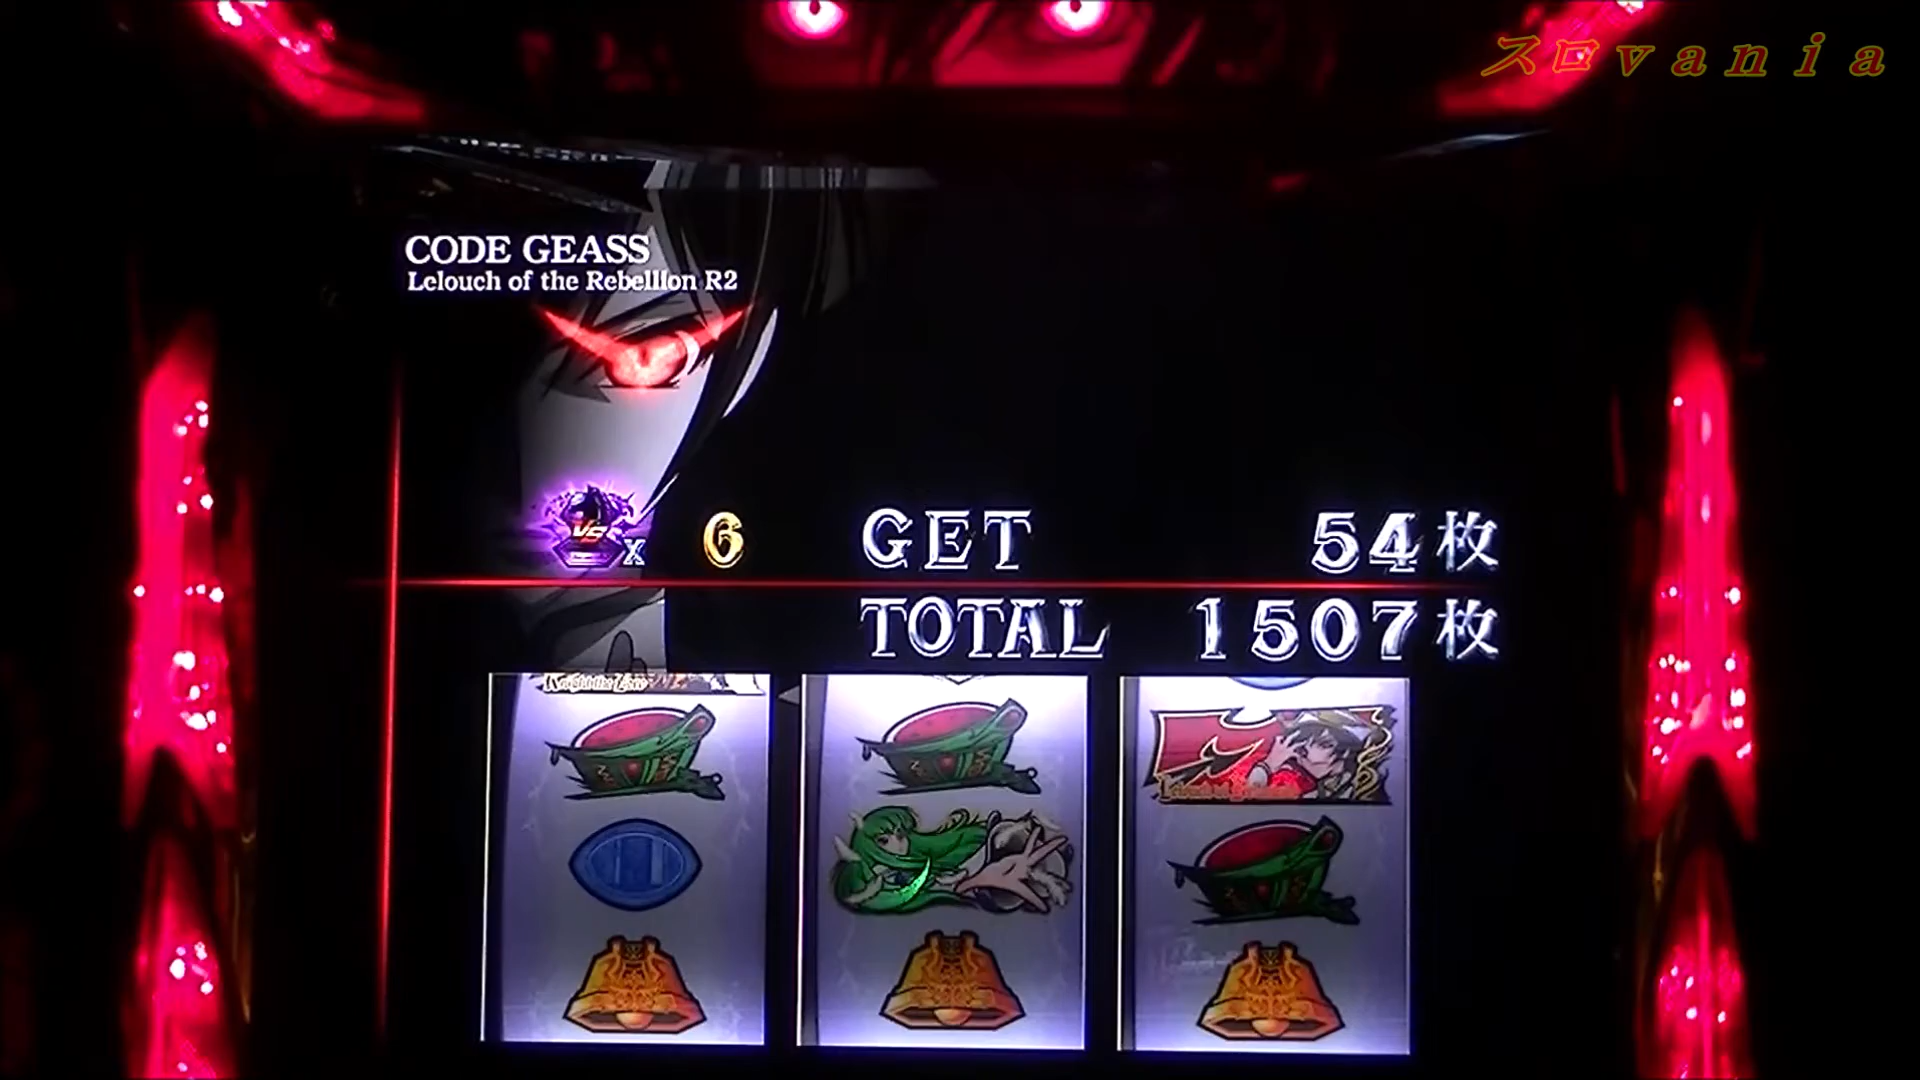 スロvania
CODE GEASS
Lelouch of the Rebellion R2
VS X 6
GET 54枚
TOTAL 1507枚